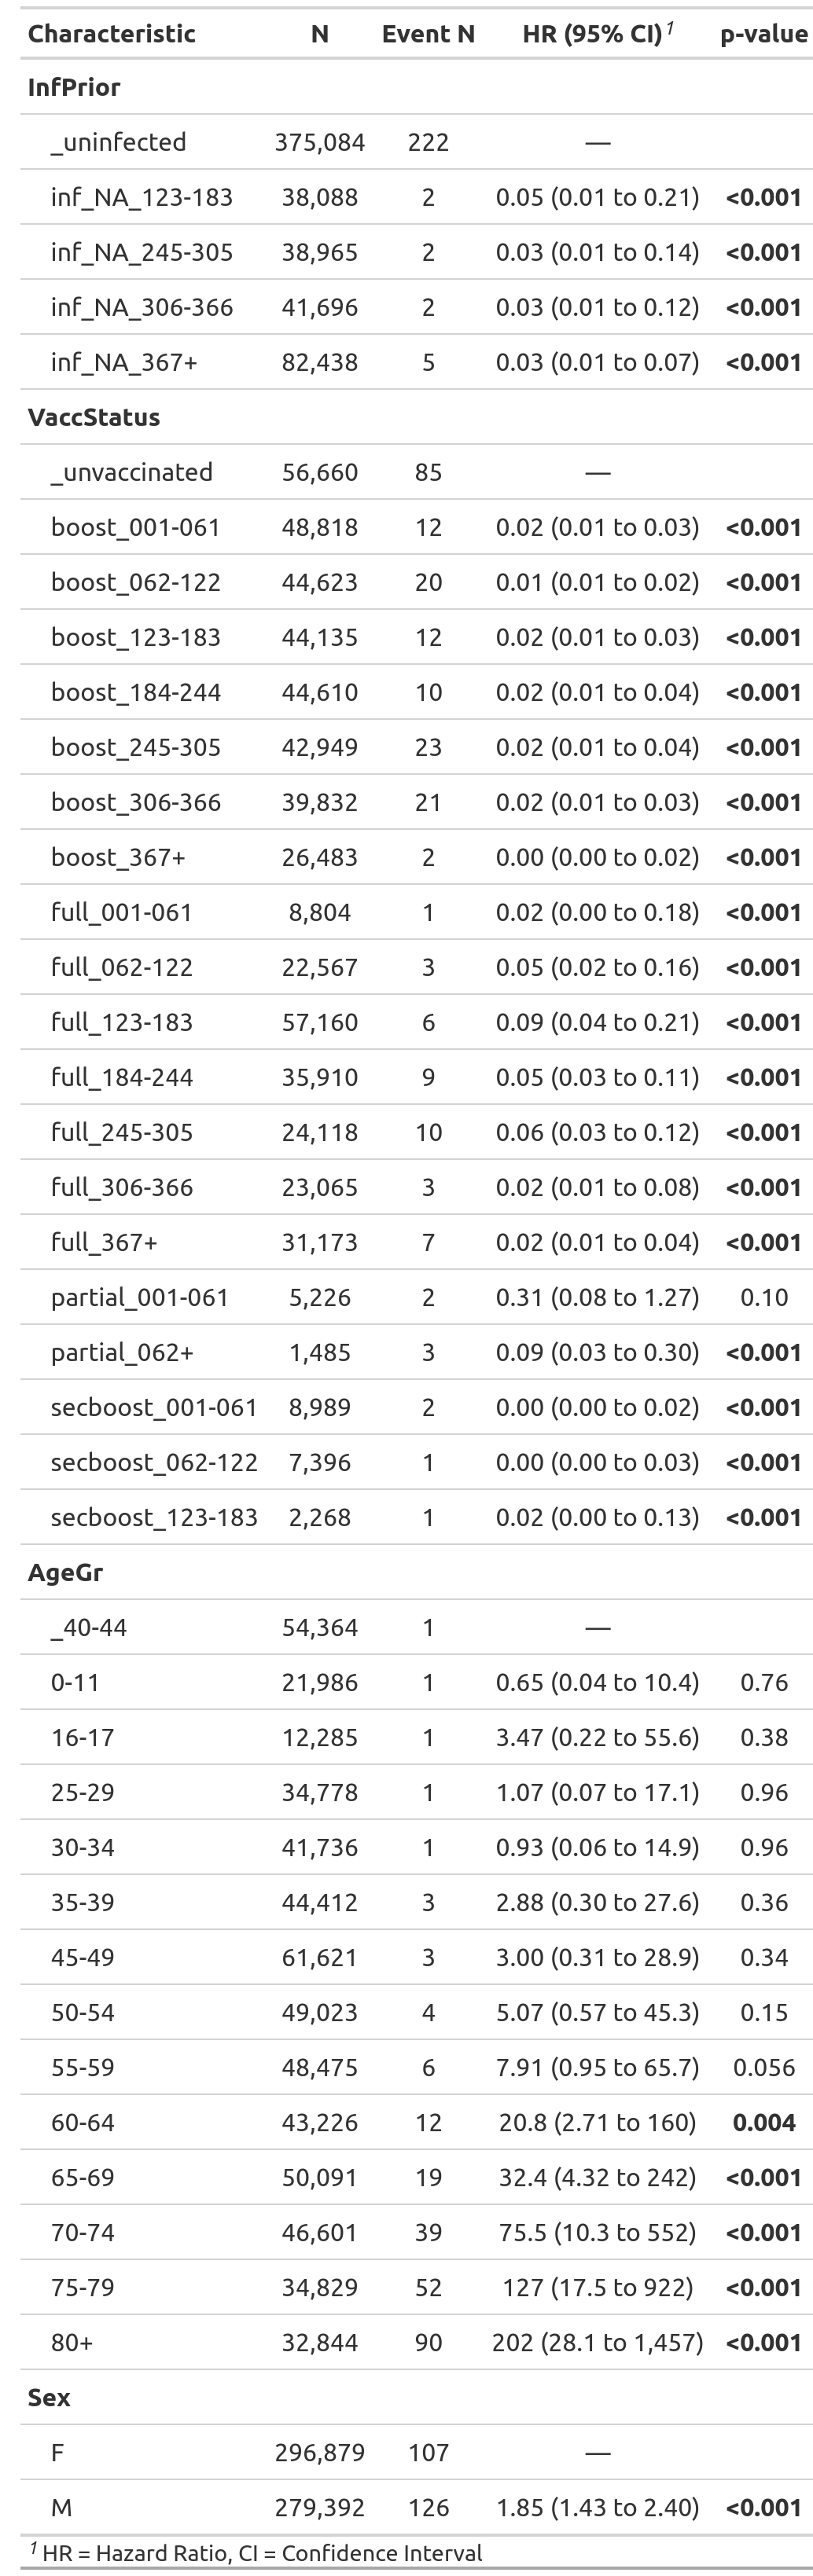 Characteristic N Event N HR (95% CI)1 p-value
InfPrior
_uninfected 375,084 222 —
inf_NA_123-183 38,088 2 0.05 (0.01 to 0.21) <0.001
inf_NA_245-305 38,965 2 0.03 (0.01 to 0.14) <0.001
inf_NA_306-366 41,696 2 0.03 (0.01 to 0.12) <0.001
inf_NA_367+ 82,438 5 0.03 (0.01 to 0.07) <0.001
VaccStatus
_unvaccinated 56,660 85 —
boost_001-061 48,818 12 0.02 (0.01 to 0.03) <0.001
boost_062-122 44,623 20 0.01 (0.01 to 0.02) <0.001
boost_123-183 44,135 12 0.02 (0.01 to 0.03) <0.001
boost_184-244 44,610 10 0.02 (0.01 to 0.04) <0.001
boost_245-305 42,949 23 0.02 (0.01 to 0.04) <0.001
boost_306-366 39,832 21 0.02 (0.01 to 0.03) <0.001
boost_367+ 26,483 2 0.00 (0.00 to 0.02) <0.001
full_001-061 8,804 1 0.02 (0.00 to 0.18) <0.001
full_062-122 22,567 3 0.05 (0.02 to 0.16) <0.001
full_123-183 57,160 6 0.09 (0.04 to 0.21) <0.001
full_184-244 35,910 9 0.05 (0.03 to 0.11) <0.001
full_245-305 24,118 10 0.06 (0.03 to 0.12) <0.001
full_306-366 23,065 3 0.02 (0.01 to 0.08) <0.001
full_367+ 31,173 7 0.02 (0.01 to 0.04) <0.001
partial_001-061 5,226 2 0.31 (0.08 to 1.27) 0.10
partial_062+ 1,485 3 0.09 (0.03 to 0.30) <0.001
secboost_001-061 8,989 2 0.00 (0.00 to 0.02) <0.001
secboost_062-122 7,396 1 0.00 (0.00 to 0.03) <0.001
secboost_123-183 2,268 1 0.02 (0.00 to 0.13) <0.001
AgeGr
_40-44 54,364 1 —
0-11 21,986 1 0.65 (0.04 to 10.4) 0.76
16-17 12,285 1 3.47 (0.22 to 55.6) 0.38
25-29 34,778 1 1.07 (0.07 to 17.1) 0.96
30-34 41,736 1 0.93 (0.06 to 14.9) 0.96
35-39 44,412 3 2.88 (0.30 to 27.6) 0.36
45-49 61,621 3 3.00 (0.31 to 28.9) 0.34
50-54 49,023 4 5.07 (0.57 to 45.3) 0.15
55-59 48,475 6 7.91 (0.95 to 65.7) 0.056
60-64 43,226 12 20.8 (2.71 to 160) 0.004
65-69 50,091 19 32.4 (4.32 to 242) <0.001
70-74 46,601 39 75.5 (10.3 to 552) <0.001
75-79 34,829 52 127 (17.5 to 922) <0.001
80+ 32,844 90 202 (28.1 to 1,457) <0.001
Sex
F 296,879 107 —
M 279,392 126 1.85 (1.43 to 2.40) <0.001
1 HR = Hazard Ratio, CI = Confidence Interval